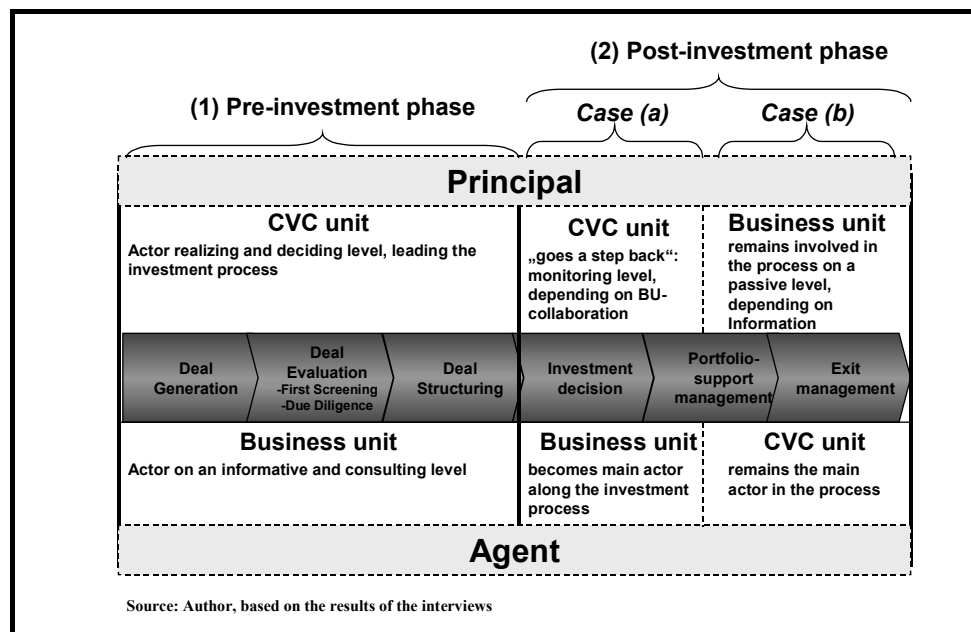 (2) Post-investment phase
(1) Pre-investment phase
Case (a)
Case (b)
Principal
CVC unit
Actor realizing and deciding level, leading the
investment process
CVC unit
„goes a step back“:
monitoring level,
depending on BU-
collaboration
Business unit
remains involved in
the process on a
passive level,
depending on
Information
Deal
Generation
Deal
Evaluation
-First Screening
-Due Diligence
Deal
Structuring
Investment
decision
Portfolio-
support
management
Exit
management
Business unit
Actor on an informative and consulting level
Business unit
becomes main actor
along the investment
process
CVC unit
remains the main
actor in the process
Agent
Source: Author, based on the results of the interviews